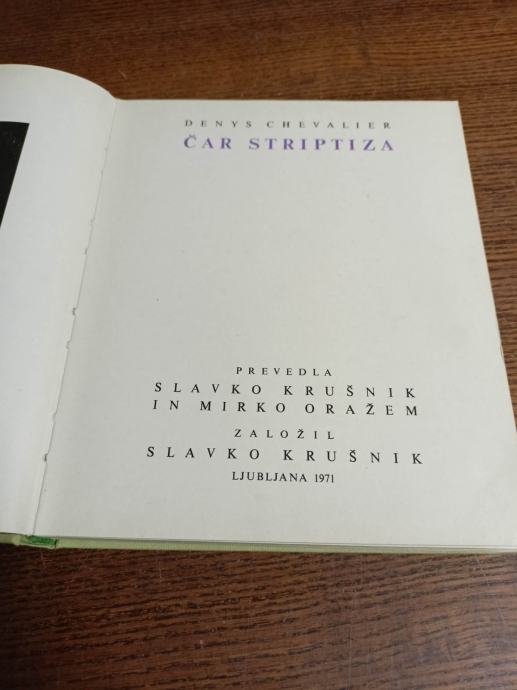 DENYS CHEVALIER
ČAR STRIPTIZA
PREVEDLA
SLAVKO KRUŠNIK
IN MIRKO ORAŽEM
ZALOŽIL
SLAVKO KRUŠNIK
LJUBLJANA 1971